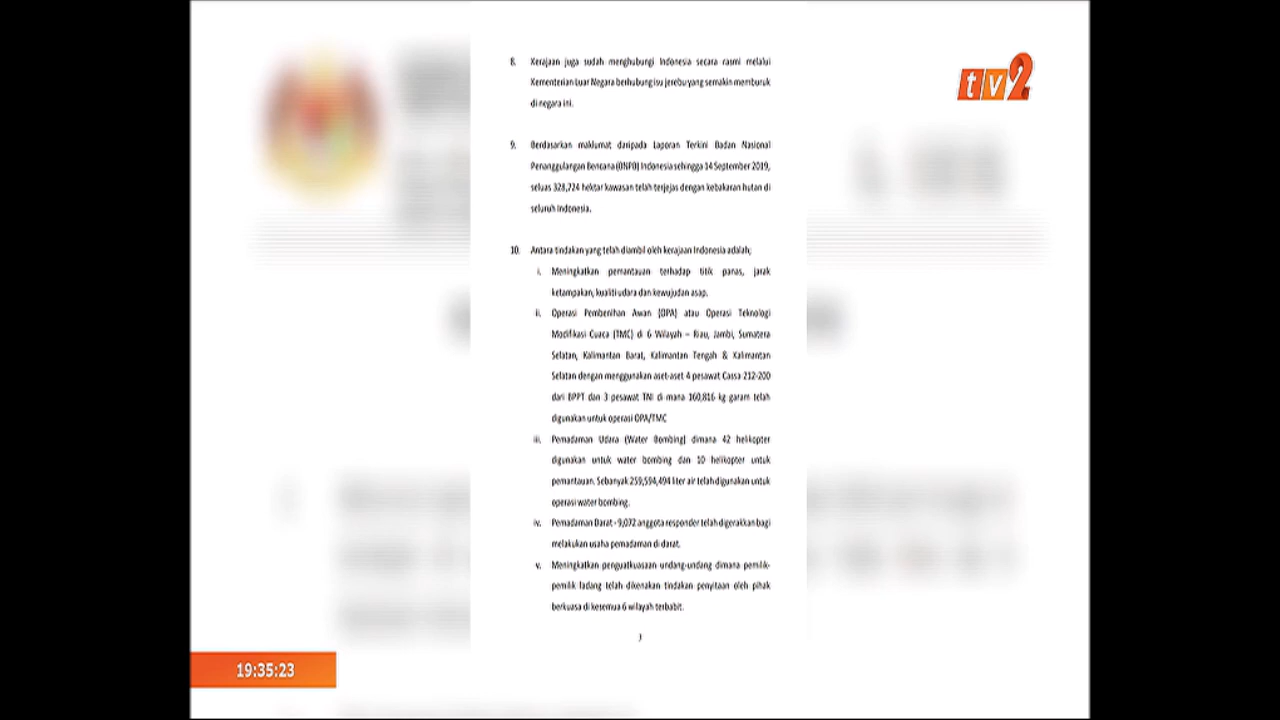 8. Kerajaan juga sudah menghubungi Indonesia secara rasmi melalui
Kementerian Luar Negara berhubung isu jerebu yang semakin memburuk
di negara ini.
9. Berdasarkan maklumat daripada Laporan Terkini Badan Nasional
Penanggulangan Bencana (BNPB) Indonesia sehingga 14 September 2019,
seluas 328,724 hektar kawasan telah terjejas dengan kebakaran hutan di
seluruh Indonesia.
10. Antara tindakan yang telah diambil oleh kerajaan Indonesia adalah;
i. Meningkatkan pemantauan terhadap titik panas, jarak
ketampakan, kualiti udara dan kewujudan asap.
ii. Operasi Pembenihan Awan (OPA) atau Operasi Teknologi
Modifikasi Cuaca (TMC) di 6 Wilayah – Riau, Jambi, Sumatera
Selatan, Kalimantan Barat, Kalimantan Tengah & Kalimantan
Selatan dengan menggunakan aset-aset 4 pesawat Cassa 212-200
dari BPPT dan 3 pesawat TNI di mana 160,816 kg garam telah
digunakan untuk operasi OPA/TMC
iii. Pemadaman Udara (Water Bombing) dimana 42 helikopter
digunakan untuk water bombing dan 10 helikopter untuk
pemantauan. Sebanyak 259,594,494 liter air telah digunakan untuk
operasi water bombing.
iv. Pemadaman Darat - 9,072 anggota responder telah digerakkan bagi
melakukan usaha pemadaman di darat.
v. Meningkatkan penguatkuasaan undang-undang dimana pemilik-
pemilik ladang telah dikenakan tindakan penyitaan oleh pihak
berkuasa di kesemua 6 wilayah terbabit.
3
tv2
19:35:23